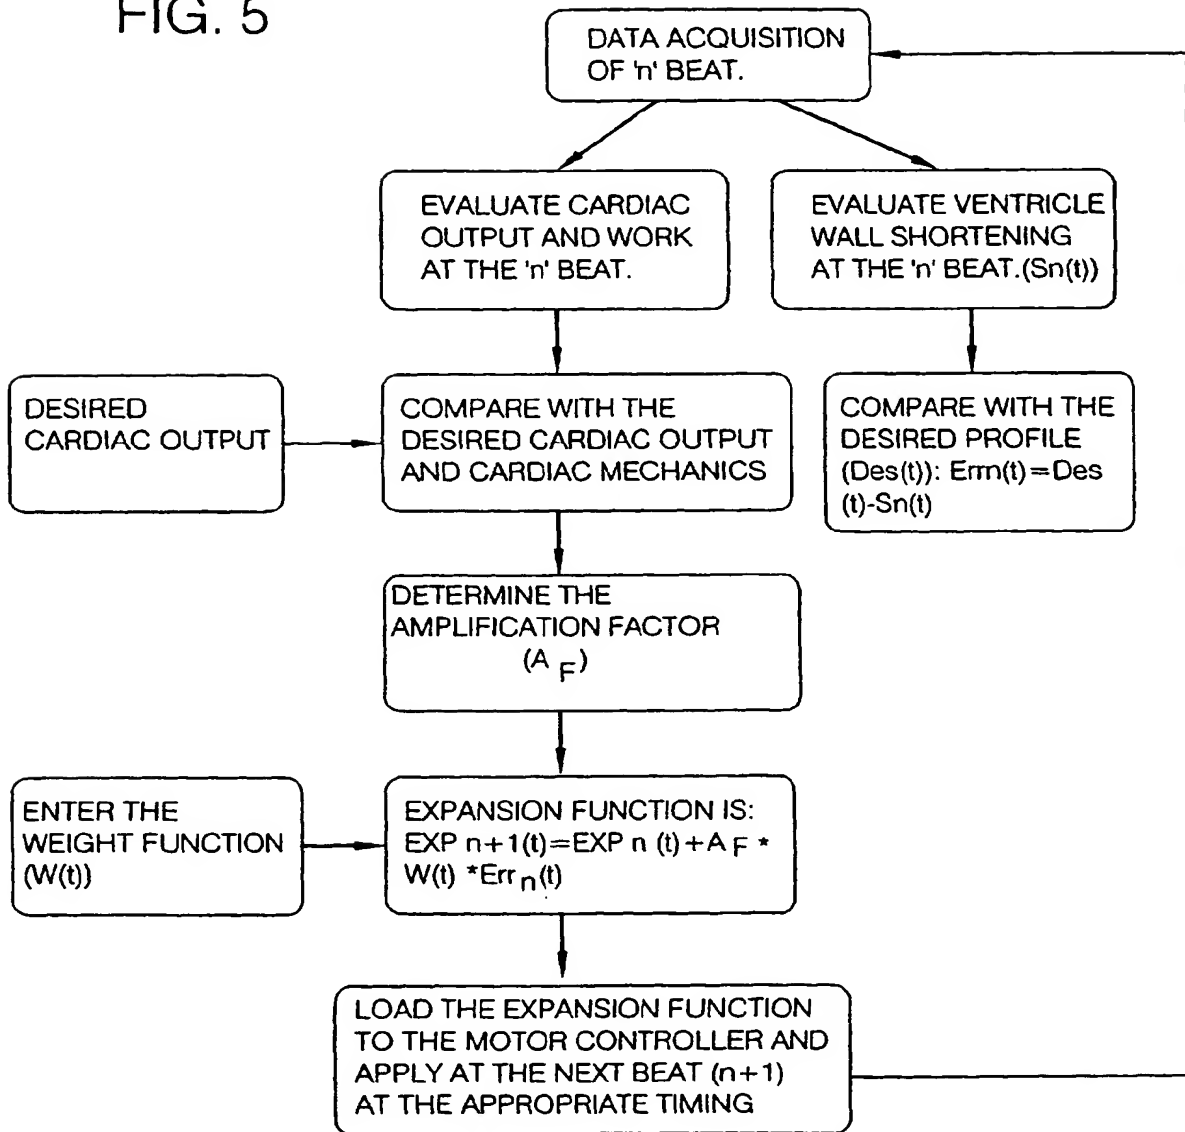 FIG. 5
DATA ACQUISITION
OF 'n' BEAT.
EVALUATE CARDIAC
OUTPUT AND WORK
AT THE 'n' BEAT.
EVALUATE VENTRICLE
WALL SHORTENING
AT THE 'n' BEAT.(Sn(t))
DESIRED
CARDIAC OUTPUT
COMPARE WITH THE
DESIRED CARDIAC OUTPUT
AND CARDIAC MECHANICS
COMPARE WITH THE
DESIRED PROFILE
(Des(t)): Errn(t)=Des
(t)-Sn(t)
DETERMINE THE
AMPLIFICATION FACTOR
(A F)
ENTER THE
WEIGHT FUNCTION
(W(t))
EXPANSION FUNCTION IS:
EXP n+1(t)=EXP n (t)+A F *
W(t) *Err n(t)
LOAD THE EXPANSION FUNCTION
TO THE MOTOR CONTROLLER AND
APPLY AT THE NEXT BEAT (n+1)
AT THE APPROPRIATE TIMING